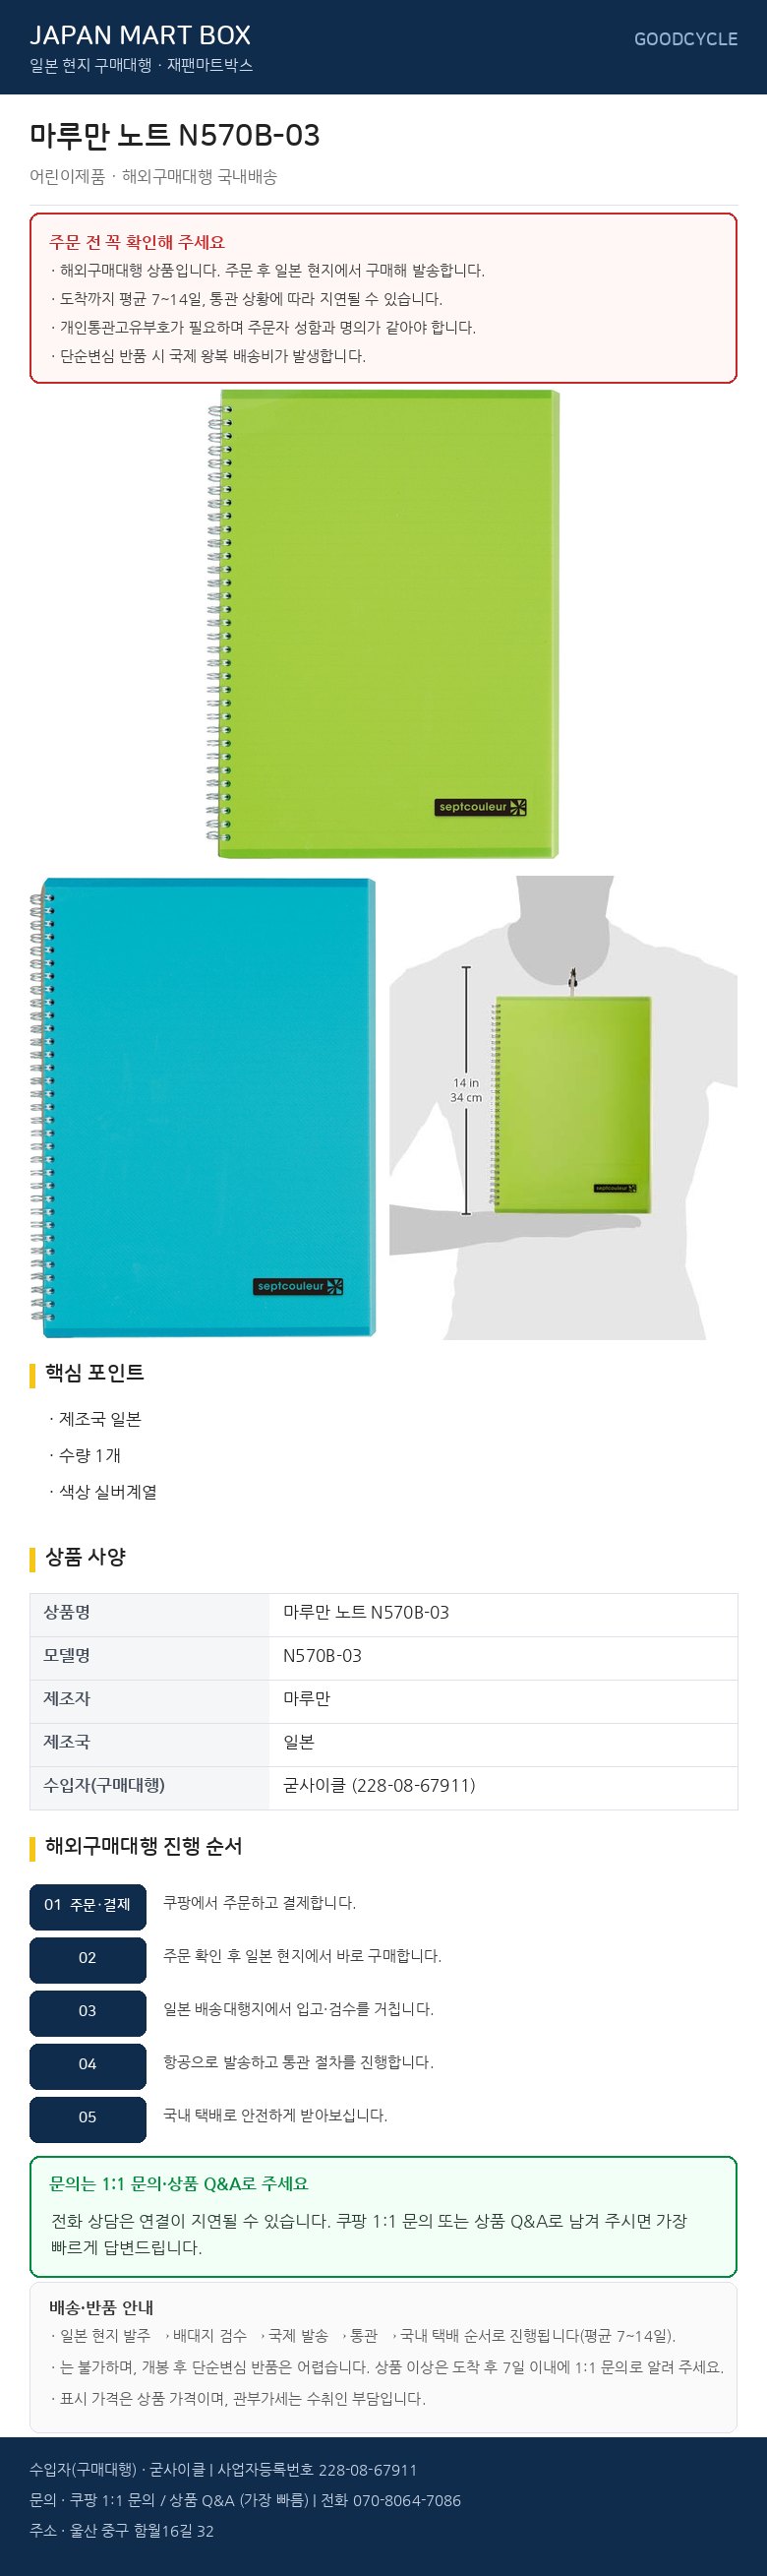 JAPAN MART BOX
GOODCYCLE
일본 현지 구매대행 · 재팬마트박스
마루만 노트 N570B-03
어린이제품 · 해외구매대행 국내배송
주문 전 꼭 확인해 주세요
· 해외구매대행 상품입니다. 주문 후 일본 현지에서 구매해 발송합니다.
· 도착까지 평균 7~14일, 통관 상황에 따라 지연될 수 있습니다.
· 개인통관고유부호가 필요하며 주문자 성함과 명의가 같아야 합니다.
· 단순변심 반품 시 국제 왕복 배송비가 발생합니다.
septcouleur
septcouleur
14 in
34 cm
septcouleur
핵심 포인트
· 제조국 일본
· 수량 1개
· 색상 실버계열
상품 사양
상품명 마루만 노트 N570B-03
모델명 N570B-03
제조자 마루만
제조국 일본
수입자(구매대행) 굳사이클 (228-08-67911)
해외구매대행 진행 순서
01 주문·결제 쿠팡에서 주문하고 결제합니다.
02 주문 확인 후 일본 현지에서 바로 구매합니다.
03 일본 배송대행지에서 입고·검수를 거칩니다.
04 항공으로 발송하고 통관 절차를 진행합니다.
05 국내 택배로 안전하게 받아보십니다.
문의는 1:1 문의·상품 Q&A로 주세요
전화 상담은 연결이 지연될 수 있습니다. 쿠팡 1:1 문의 또는 상품 Q&A로 남겨 주시면 가장
빠르게 답변드립니다.
배송·반품 안내
· 일본 현지 발주 › 배대지 검수 › 국제 발송 › 통관 › 국내 택배 순서로 진행됩니다(평균 7~14일).
· 는 불가하며, 개봉 후 단순변심 반품은 어렵습니다. 상품 이상은 도착 후 7일 이내에 1:1 문의로 알려 주세요.
· 표시 가격은 상품 가격이며, 관부가세는 수취인 부담입니다.
수입자(구매대행) · 굳사이클 | 사업자등록번호 228-08-67911
문의 · 쿠팡 1:1 문의 / 상품 Q&A (가장 빠름) | 전화 070-8064-7086
주소 · 울산 중구 함월16길 32